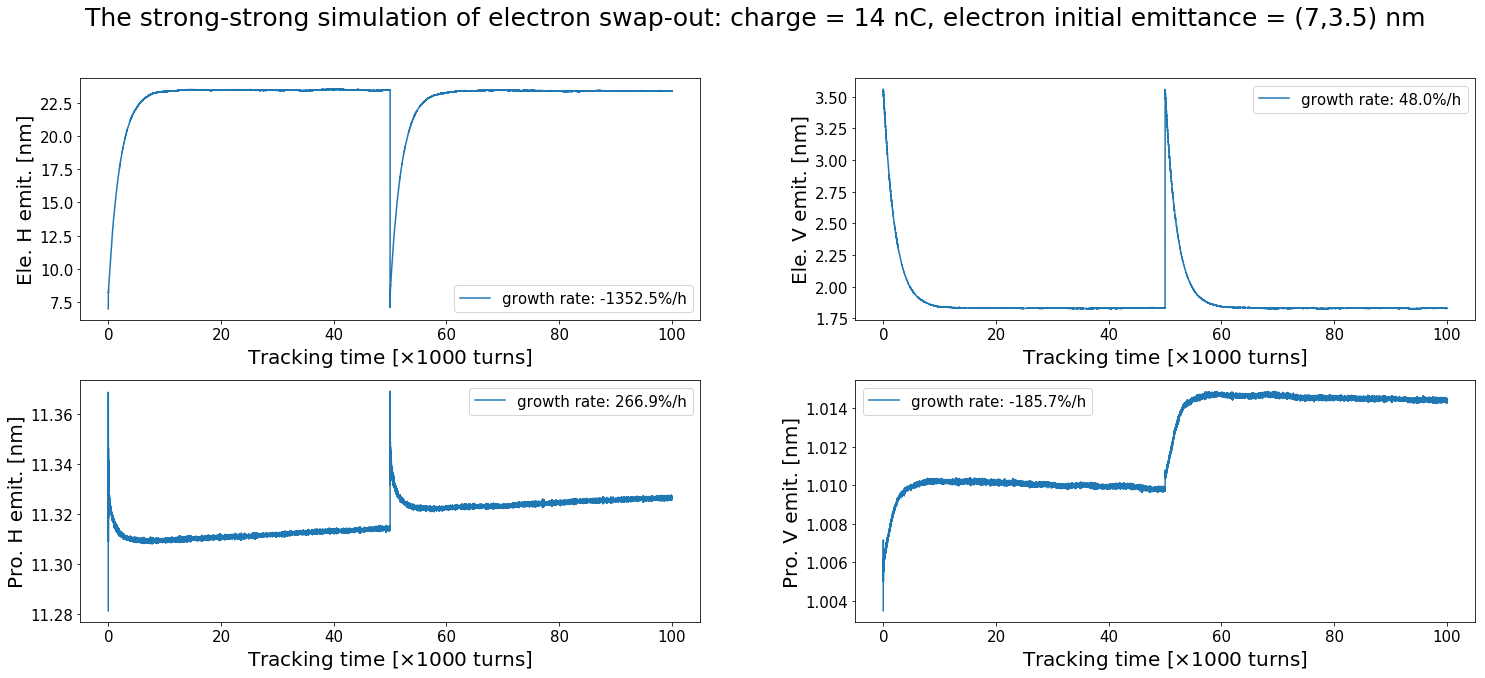 The strong-strong simulation of electron swap-out: charge = 14 nC, electron initial emittance = (7,3.5) nm
Ele. H emit. [nm]
22.5
20.0
17.5
15.0
12.5
10.0
7.5
growth rate: -1352.5%/h
0 20 40 60 80 100
Tracking time [×1000 turns]
Ele. V emit. [nm]
3.50
3.25
3.00
2.75
2.50
2.25
2.00
1.75
growth rate: 48.0%/h
0 20 40 60 80 100
Tracking time [×1000 turns]
Pro. H emit. [nm]
11.36
11.34
11.32
11.30
11.28
growth rate: 266.9%/h
0 20 40 60 80 100
Tracking time [×1000 turns]
Pro. V emit. [nm]
1.014
1.012
1.010
1.008
1.006
1.004
growth rate: -185.7%/h
0 20 40 60 80 100
Tracking time [×1000 turns]